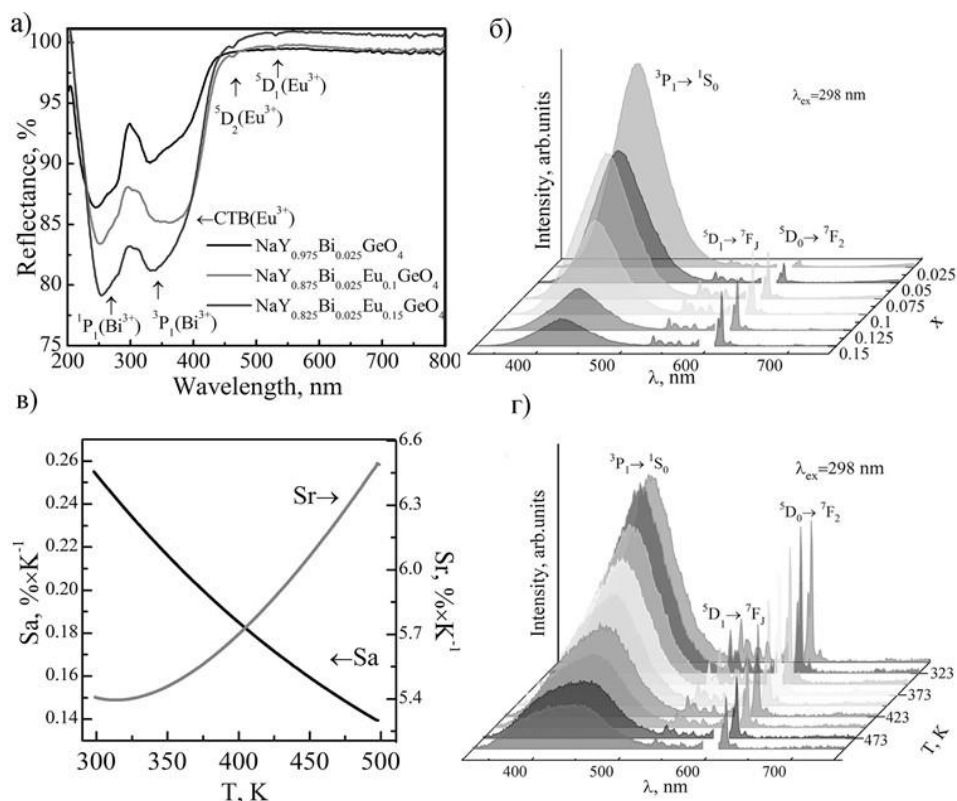 а)
100
95
90
85
80
75
Reflectance, %
⁵D₁(Eu³⁺)
⁵D₂(Eu³⁺)
←CTB(Eu³⁺)
NaY₀.₉₇₅Bi₀.₀₂₅GeO₄
NaY₀.₈₇₅Bi₀.₀₂₅Eu₀.₁GeO₄
NaY₀.₈₂₅Bi₀.₀₂₅Eu₀.₁₅GeO₄
¹P₁(Bi³⁺)
³P₁(Bi³⁺)
200 300 400 500 600 700 800
Wavelength, nm
б)
³P₁→ ¹S₀
λex=298 nm
Intensity, arb.units
⁵D₁→ ⁷FJ
⁵D₀→ ⁷F₂
0.025
0.05
0.075
0.1
0.125
0.15
x
400 500 600 700
λ, nm
в)
0.26
0.24
0.22
0.20
0.18
0.16
0.14
Sa, %×K⁻¹
Sr→
←Sa
6.6
6.3
6.0
5.7
5.4
Sr, %×K⁻¹
300 350 400 450 500
T, K
г)
³P₁→ ¹S₀
λex=298 nm
Intensity, arb.units
⁵D₀→ ⁷F₂
⁵D₁→ ⁷FJ
323
373
423
473
T, K
400 500 600 700
λ, nm